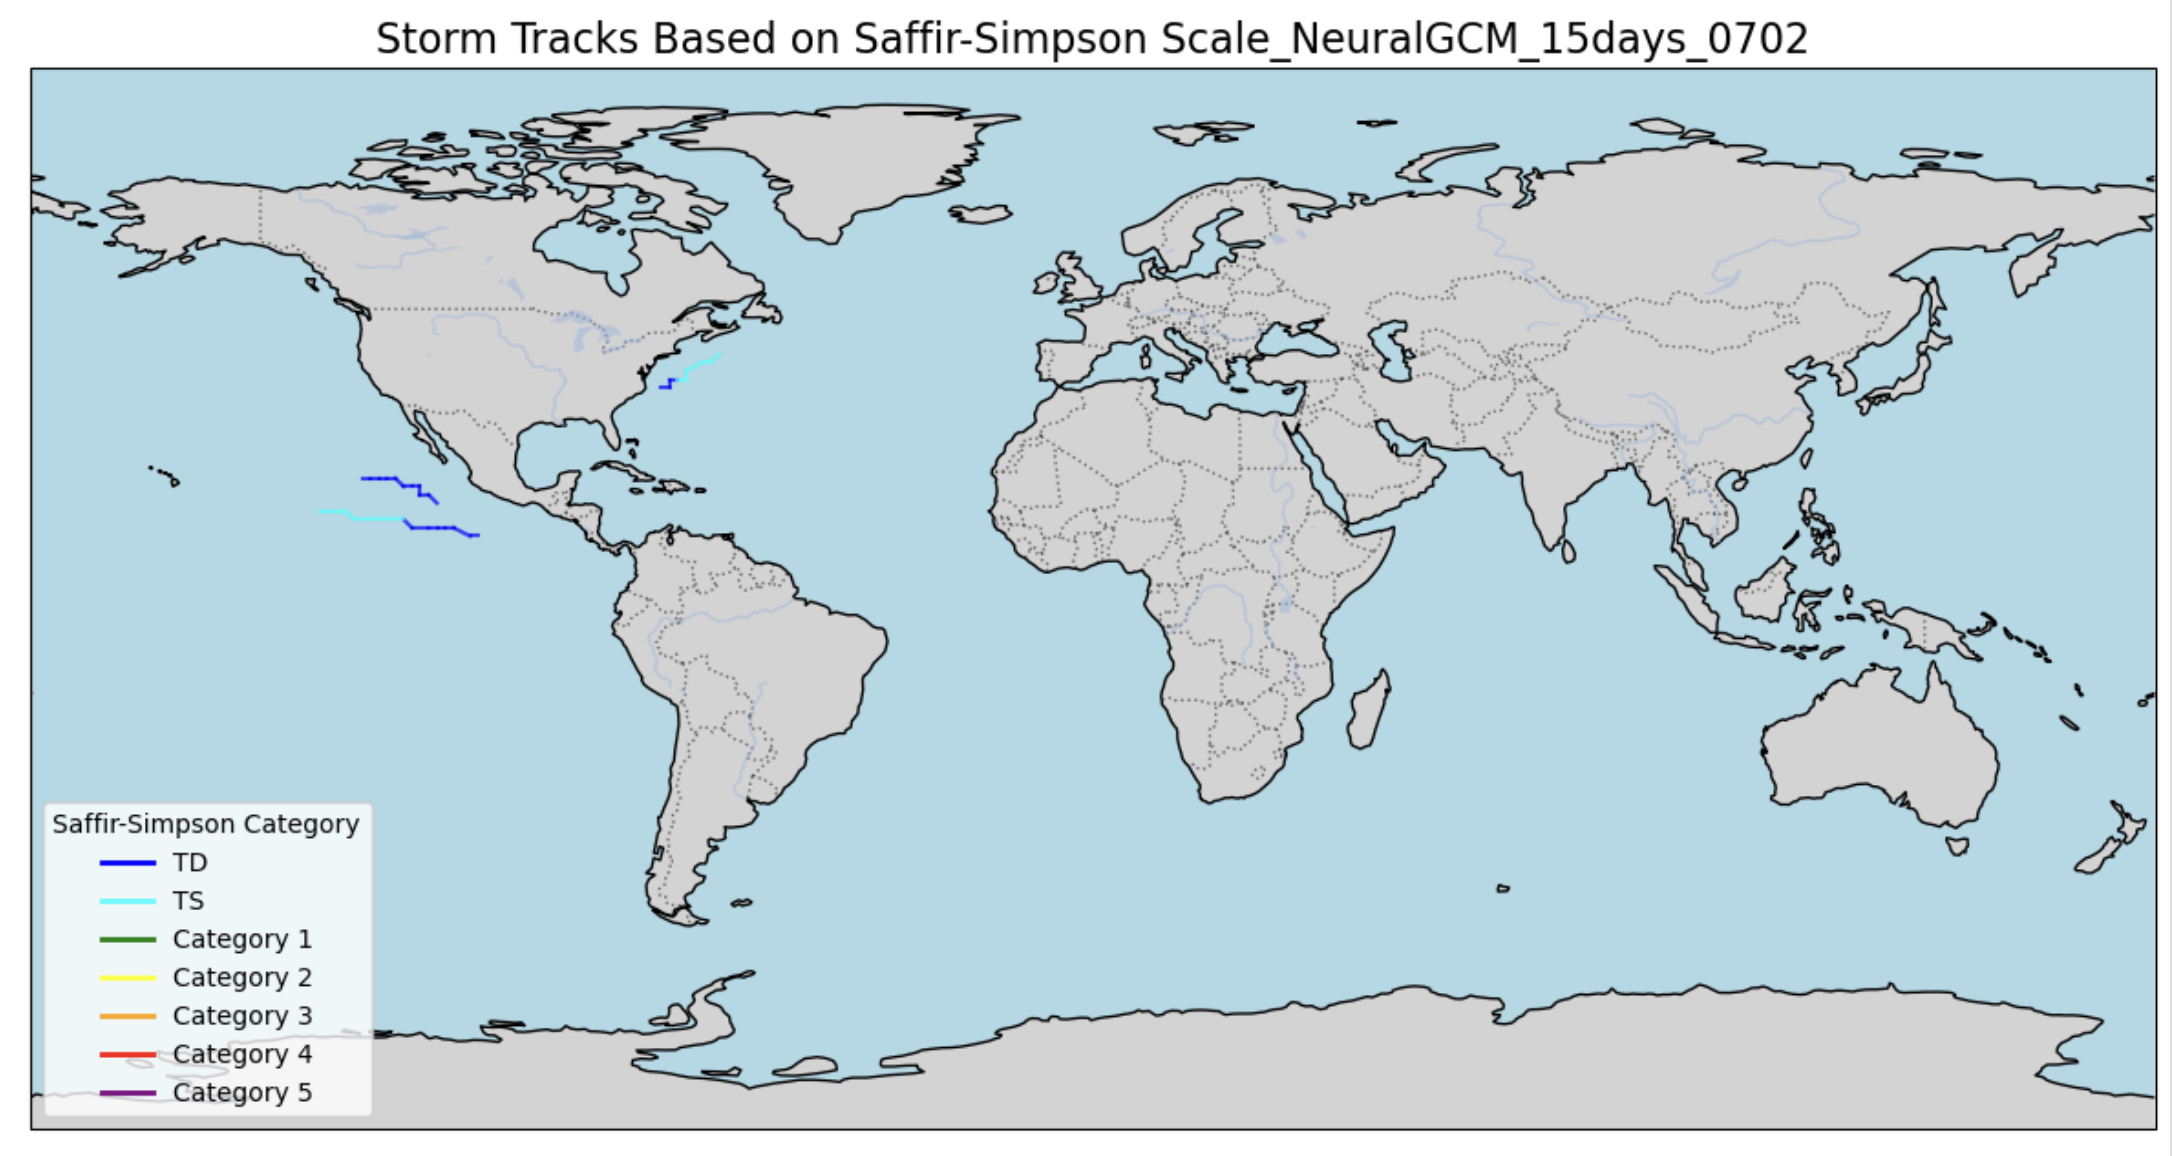 Storm Tracks Based on Saffir-Simpson Scale_NeuralGCM_15days_0702
Saffir-Simpson Category
TD
TS
Category 1
Category 2
Category 3
Category 4
Category 5